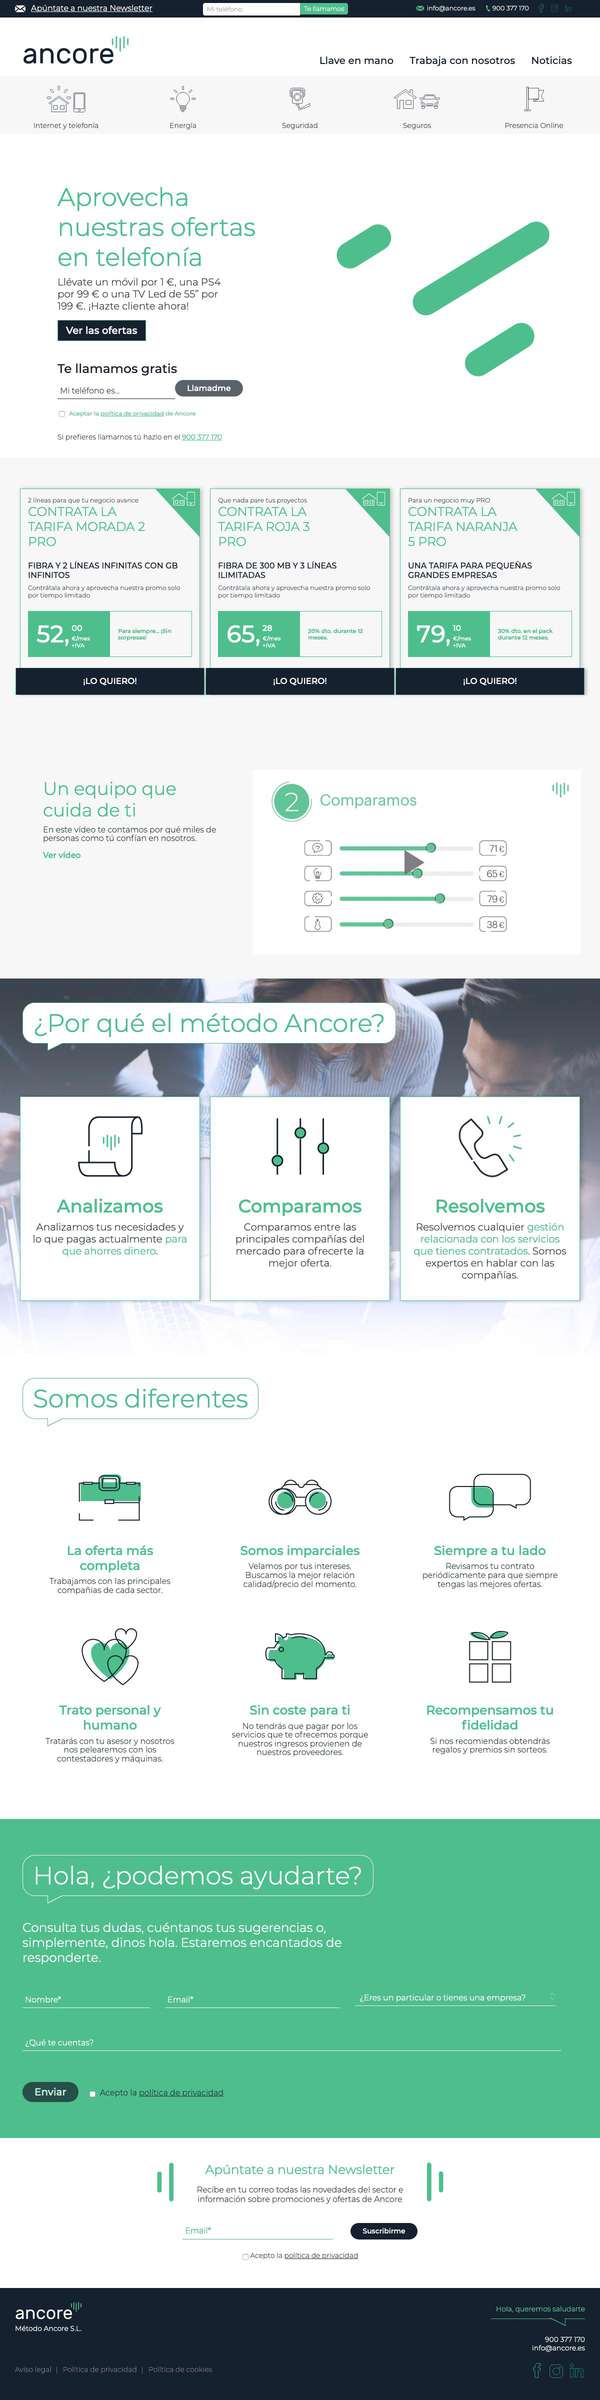 Apúntate a nuestra Newsletter
Mi teléfono
Te llamamos
info@ancore.es
900 377 170
ancore
Llave en mano
Trabaja con nosotros
Noticias
Internet y telefonía
Energía
Seguridad
Seguros
Presencia Online
Aprovecha
nuestras ofertas
en telefonía
Llévate un móvil por 1 €, una PS4
por 99 € o una TV Led de 55" por
199 €. ¡Hazte cliente ahora!
Ver las ofertas
Te llamamos gratis
Mi teléfono es...
Llamadme
Aceptar la política de privacidad de Ancore
Si prefieres llamarnos tú hazlo en el 900 377 170
2 líneas para que tu negocio avance
CONTRATA LA
TARIFA MORADA 2
PRO
FIBRA Y 2 LÍNEAS INFINITAS CON GB
INFINITOS
Contrátala ahora y aprovecha nuestra promo solo
por tiempo limitado
52,00
€/mes
+IVA
Para siempre... ¡Sin
sorpresas!
¡LO QUIERO!
Que nada pare tus proyectos
CONTRATA LA
TARIFA ROJA 3
PRO
FIBRA DE 300 MB Y 3 LÍNEAS
ILIMITADAS
Contrátala ahora y aprovecha nuestra promo solo
por tiempo limitado
65,28
€/mes
+IVA
20% dto. durante 12
meses.
¡LO QUIERO!
Para un negocio muy PRO
CONTRATA LA
TARIFA NARANJA
5 PRO
UNA TARIFA PARA PEQUEÑAS
GRANDES EMPRESAS
Contrátala ahora y aprovecha nuestra promo solo
por tiempo limitado
79,10
€/mes
+IVA
30% dto. en el pack
durante 12 meses.
¡LO QUIERO!
Un equipo que
cuida de ti
En este vídeo te contamos por qué miles de
personas como tú confían en nosotros.
Ver vídeo
2
Comparamos
71 €
65 €
79 €
38 €
¿Por qué el método Ancore?
Analizamos
Analizamos tus necesidades y
lo que pagas actualmente para
que ahorres dinero.
Comparamos
Comparamos entre las
principales compañías del
mercado para ofrecerte la
mejor oferta.
Resolvemos
Resolvemos cualquier gestión
relacionada con los servicios
que tienes contratados. Somos
expertos en hablar con las
compañías.
Somos diferentes
La oferta más
completa
Trabajamos con las principales
compañías de cada sector.
Somos imparciales
Velamos por tus intereses.
Buscamos la mejor relación
calidad/precio del momento.
Siempre a tu lado
Revisamos tu contrato
periódicamente para que siempre
tengas las mejores ofertas.
Trato personal y
humano
Tratarás con tu asesor y nosotros
nos pelearemos con los
contestadores y máquinas.
Sin coste para ti
No tendrás que pagar por los
servicios que te ofrecemos porque
nuestros ingresos provienen de
nuestros proveedores.
Recompensamos tu
fidelidad
Si nos recomiendas obtendrás
regalos y premios sin sorteos.
Hola, ¿podemos ayudarte?
Consulta tus dudas, cuéntanos tus sugerencias o,
simplemente, dinos hola. Estaremos encantados de
responderte.
Nombre*
Email*
¿Eres un particular o tienes una empresa?
¿Qué te cuentas?
Enviar
Acepto la política de privacidad
Apúntate a nuestra Newsletter
Recibe en tu correo todas las novedades del sector e
información sobre promociones y ofertas de Ancore
Email*
Suscribirme
Acepto la política de privacidad
ancore
Método Ancore S.L.
Hola, queremos saludarte
900 377 170
info@ancore.es
Aviso legal | Política de privacidad | Política de cookies